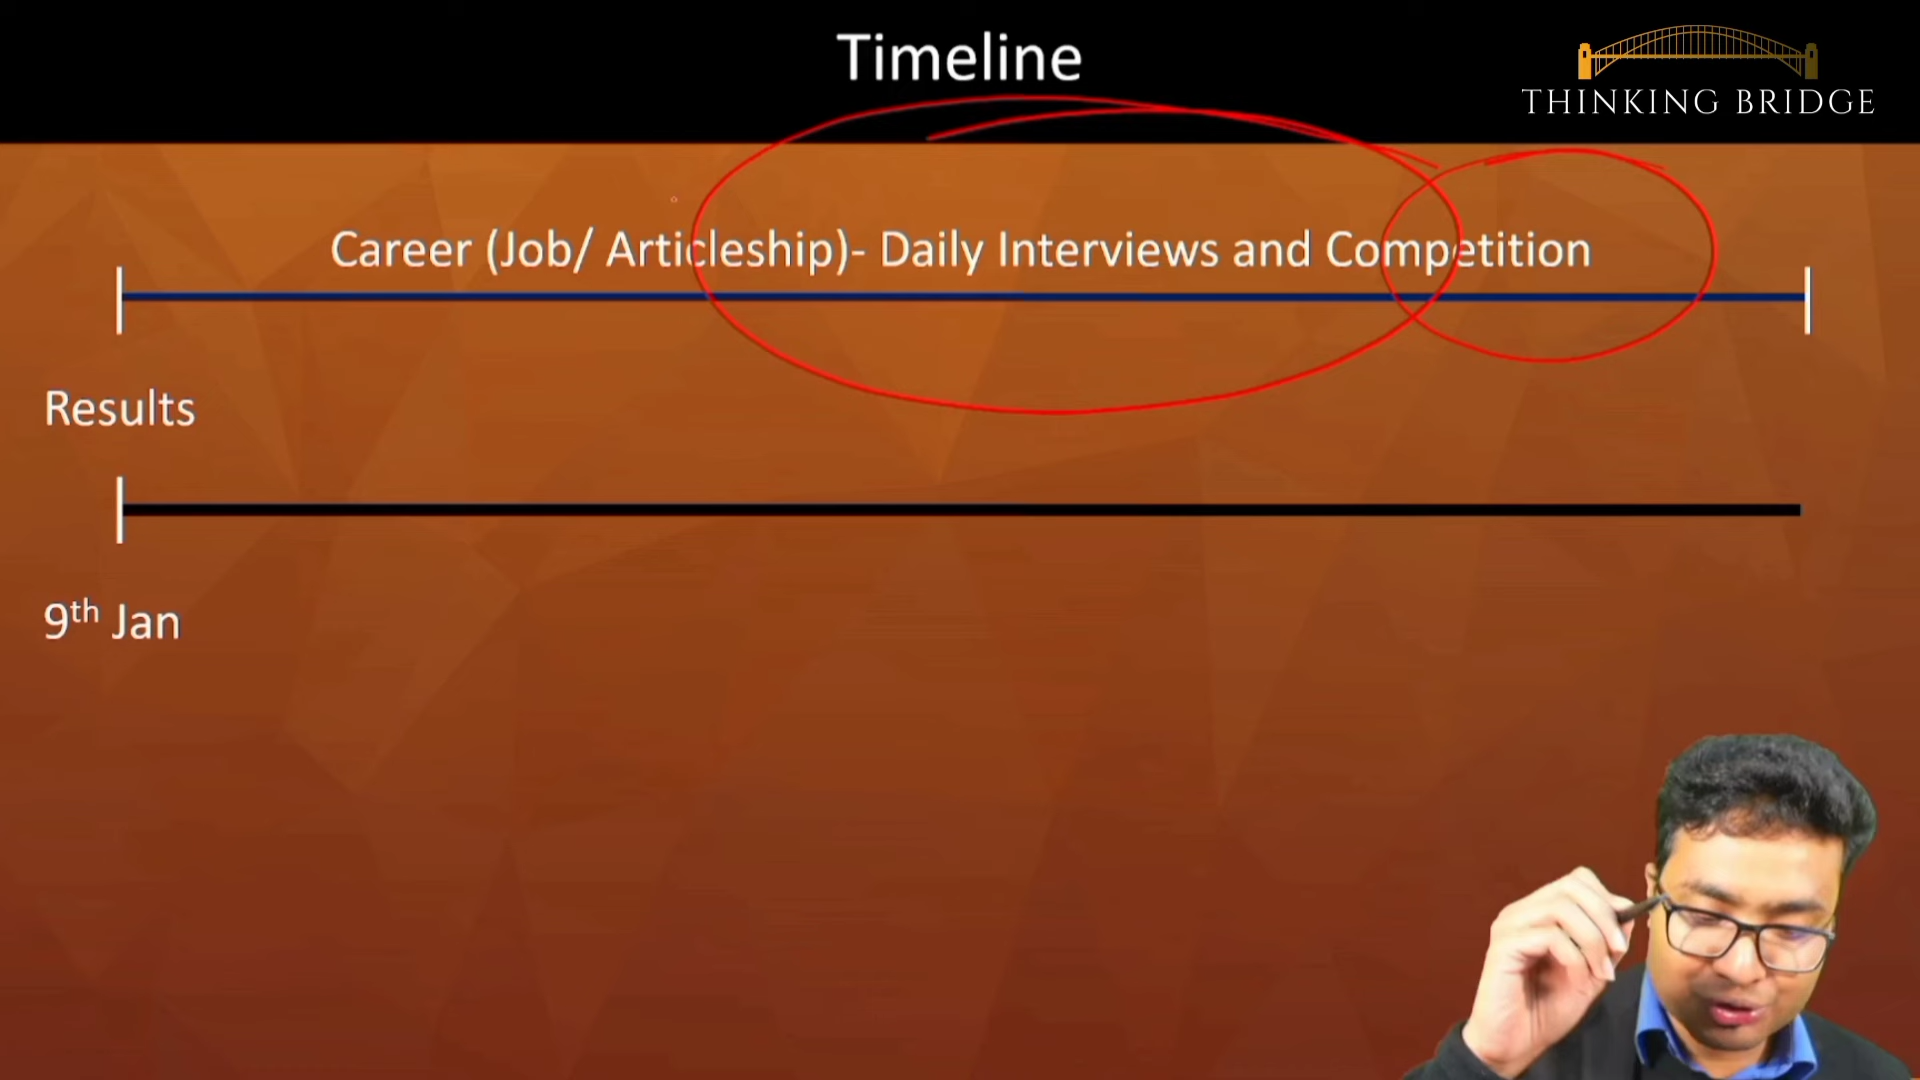 Timeline
THINKING BRIDGE
Career (Job/ Articleship)- Daily Interviews and Competition
Results
9th Jan